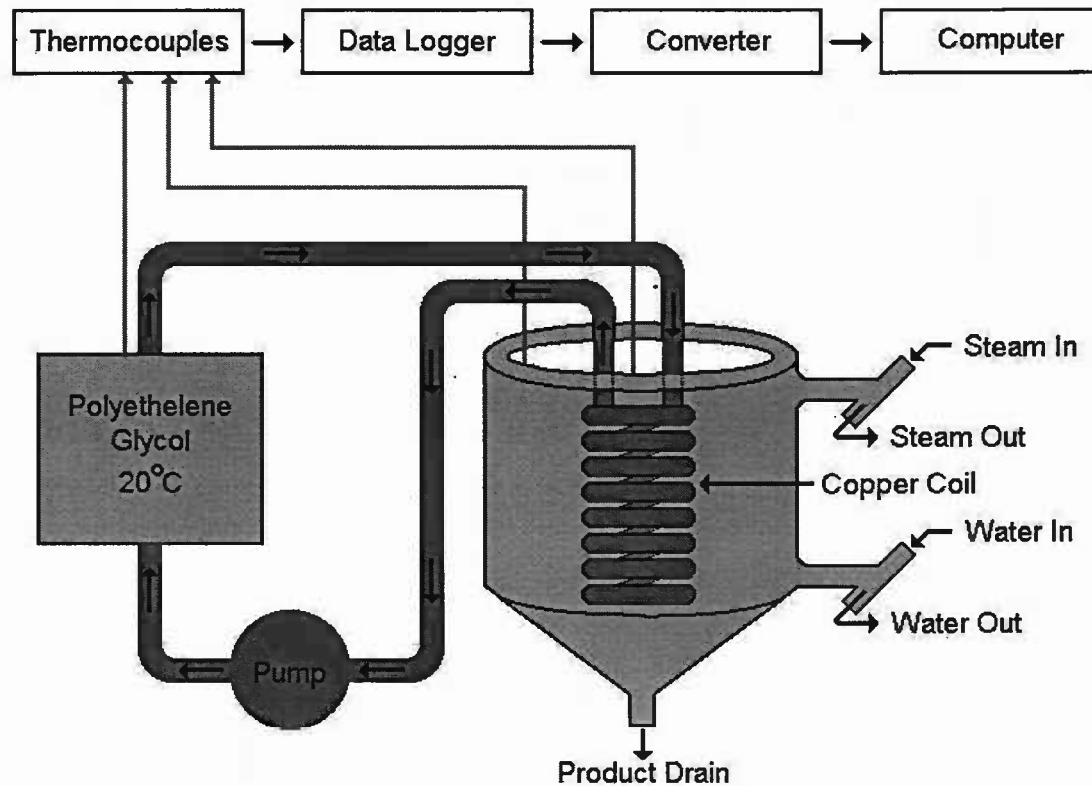 Thermocouples
Data Logger
Converter
Computer
Steam In
Polyethelene
Glycol
20°C
Steam Out
Copper Coil
Water In
Water Out
Pump
Product Drain